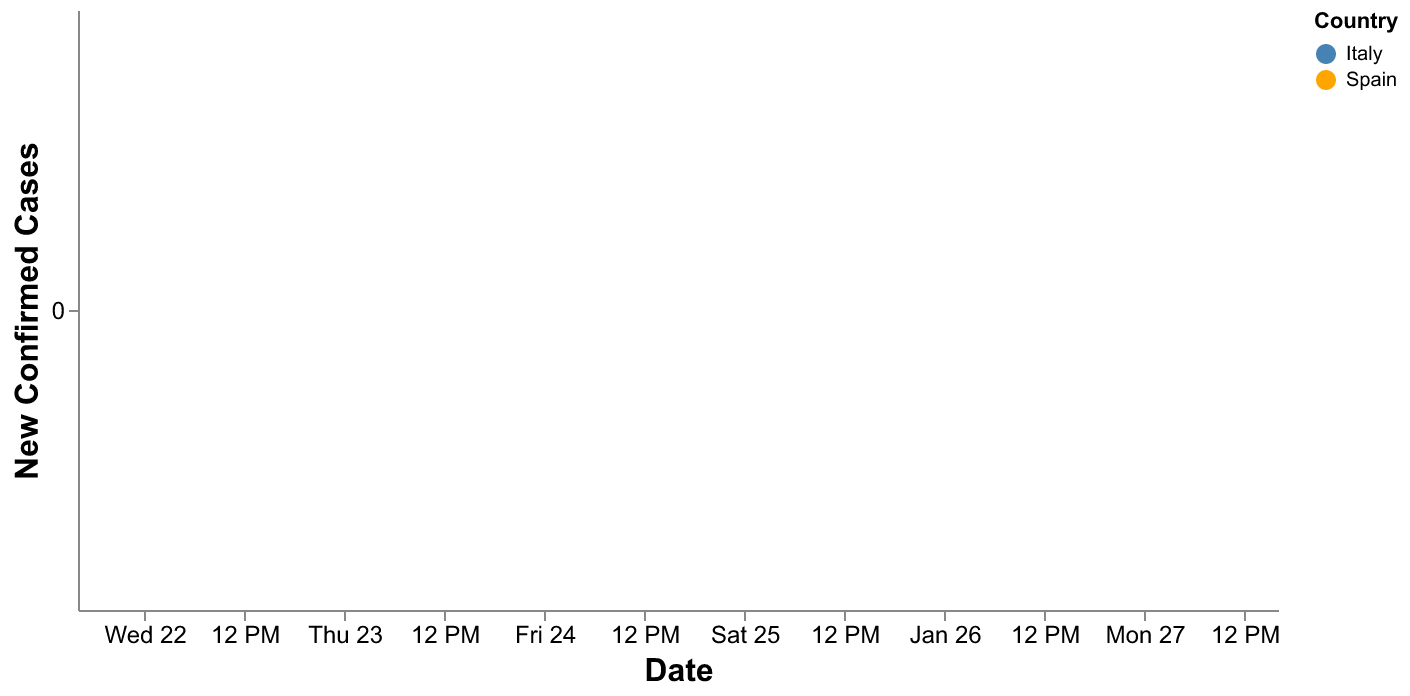 Country
Italy
Spain
New Confirmed Cases
0
Wed 22 12 PM Thu 23 12 PM Fri 24 12 PM Sat 25 12 PM Jan 26 12 PM Mon 27 12 PM
Date